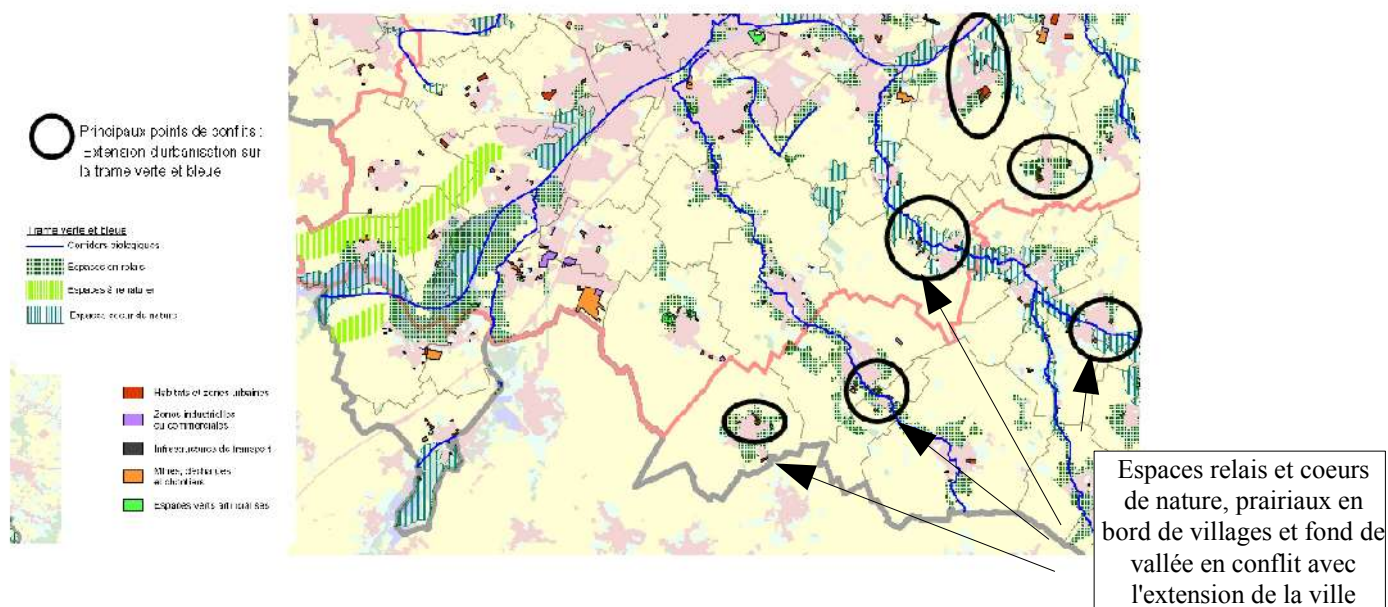 Principaux points de conflits :
Extension d'urbanisation sur
la trame verte et bleue
Trame verte et bleue
Corridors biologiques
Espaces en relais
Espaces à renaturer
Espaces coeur de nature
Habitats et zones urbaines
Zones industrielles
ou commerciales
Infrastructures de transport
Mines, décharges
et chantiers
Espaces verts artificialisés
Espaces relais et coeurs
de nature, prairiaux en
bord de villages et fond de
vallée en conflit avec
l'extension de la ville